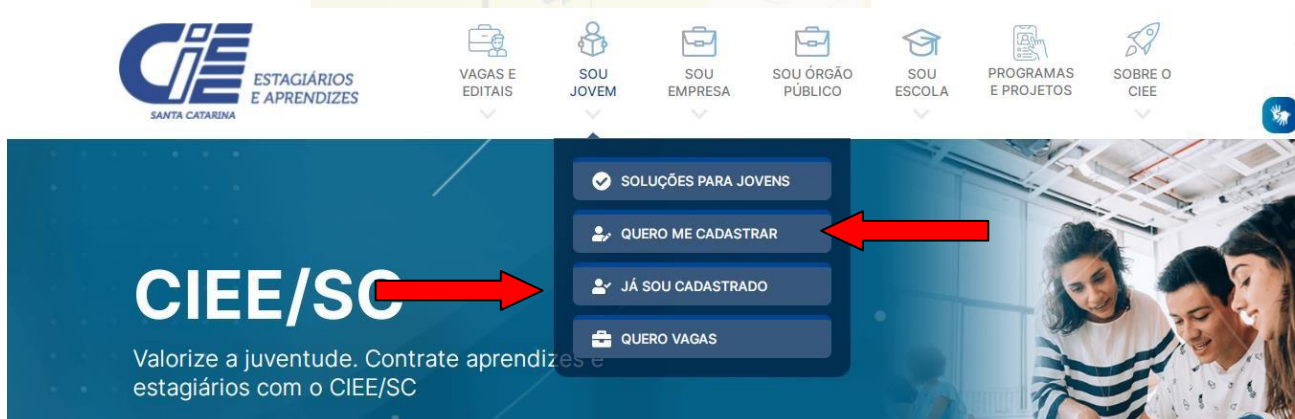 CIEE
ESTAGIÁRIOS
E APRENDIZES
SANTA CATARINA
VAGAS E
EDITAIS
SOU
JOVEM
SOU
EMPRESA
SOU ÓRGÃO
PÚBLICO
SOU
ESCOLA
PROGRAMAS
E PROJETOS
SOBRE O
CIEE
SOLUÇÕES PARA JOVENS
QUERO ME CADASTRAR
JÁ SOU CADASTRADO
QUERO VAGAS
CIEE/SC
Valorize a juventude. Contrate aprendizes e
estagiários com o CIEE/SC